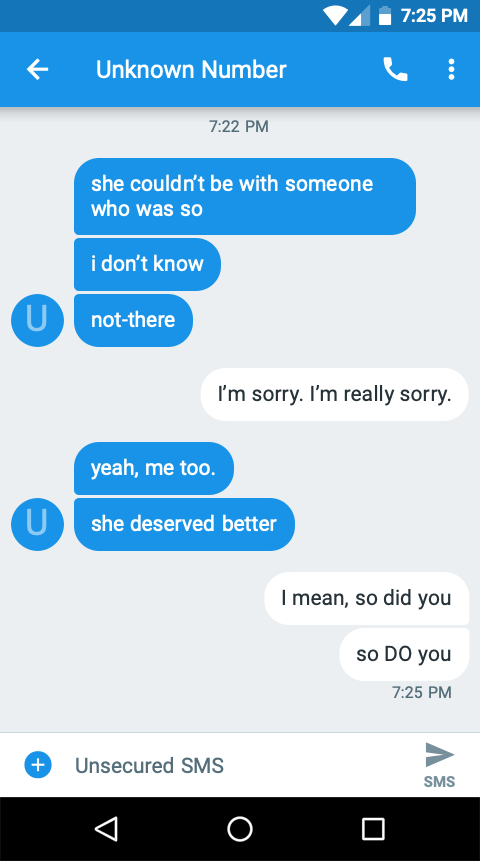 7:25 PM
Unknown Number
7:22 PM
she couldn’t be with someone
who was so
i don’t know
U
not-there
I’m sorry. I’m really sorry.
yeah, me too.
U
she deserved better
I mean, so did you
so DO you
7:25 PM
Unsecured SMS
SMS